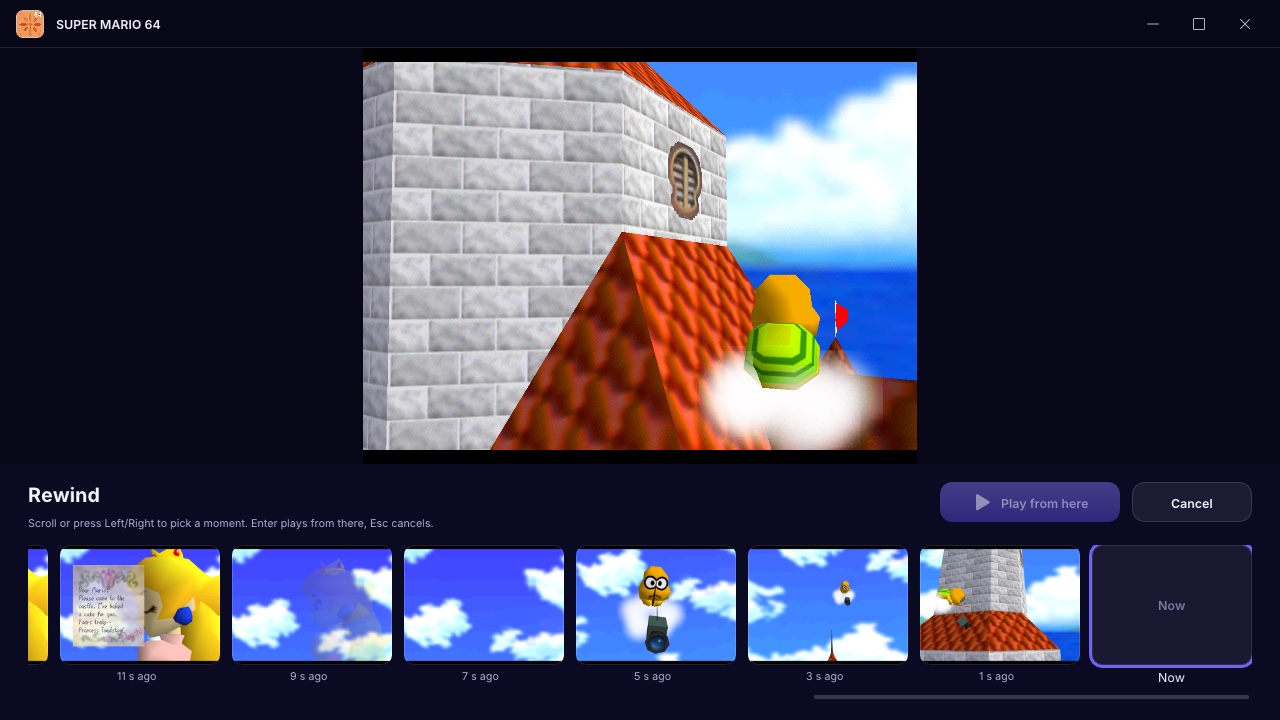 SUPER MARIO 64
Rewind
Scroll or press Left/Right to pick a moment. Enter plays from there, Esc cancels.
Play from here
Cancel
Dear Mario:
Please come to the
castle. I've baked
a cake for you.
Yours truly--
Princess Toadstool
Now
11 s ago
9 s ago
7 s ago
5 s ago
3 s ago
1 s ago
Now